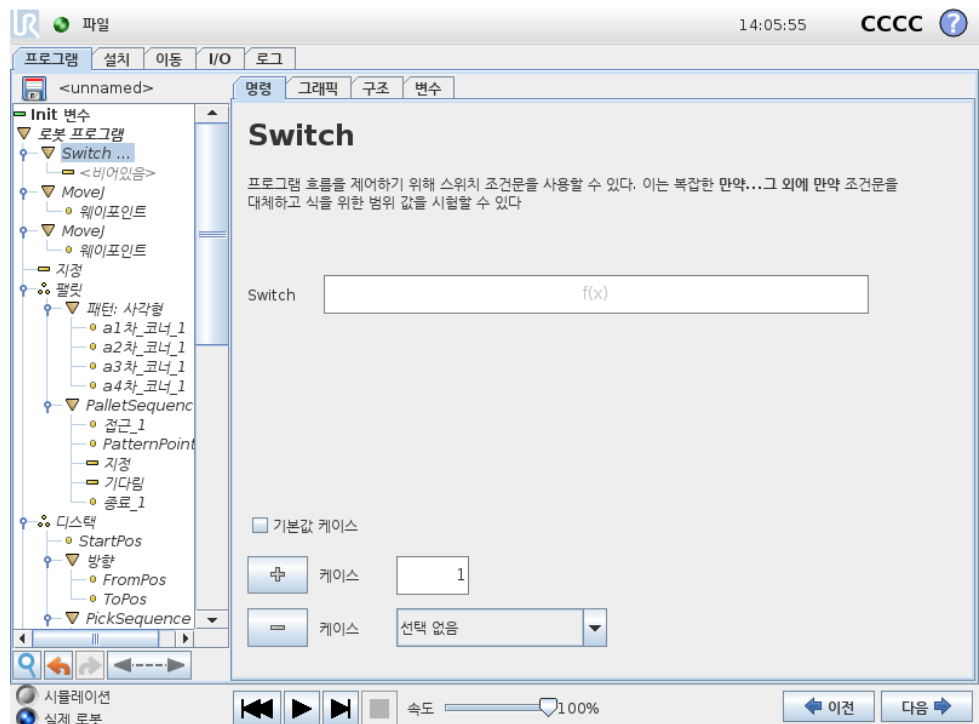 UR 파일 14:05:55 CCCC ?
프로그램 설치 이동 I/O 로그
<unnamed>
Init 변수
로봇 프로그램
Switch ...
<비어있음>
MoveJ
웨이포인트
MoveJ
웨이포인트
지정
팔릿
패턴: 사각형
a1차_코너_1
a2차_코너_1
a3차_코너_1
a4차_코너_1
PalletSequenc
접근_1
PatternPoint
지정
기다림
종료_1
디스택
StartPos
방향
FromPos
ToPos
PickSequence
명령 그래픽 구조 변수
Switch
프로그램 흐름를 제어하기 위해 스위치 조건문을 사용할 수 있다. 이는 복잡한 만약...그 외에 만약 조건문을
대체하고 식을 위한 범위 값을 시험할 수 있다
Switch f(x)
기본값 케이스
케이스 1
케이스 선택 없음
시뮬레이션
실제 로봇
속도 100%
이전 다음